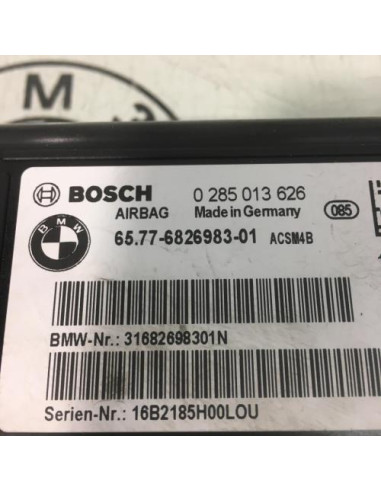 M
BOSCH 0 285 013 626
AIRBAG Made in Germany 085
BMW
65.77-6826983-01 ACSM4B
BMW-Nr.: 31682698301N
Serien-Nr.: 16B2185H00LOU